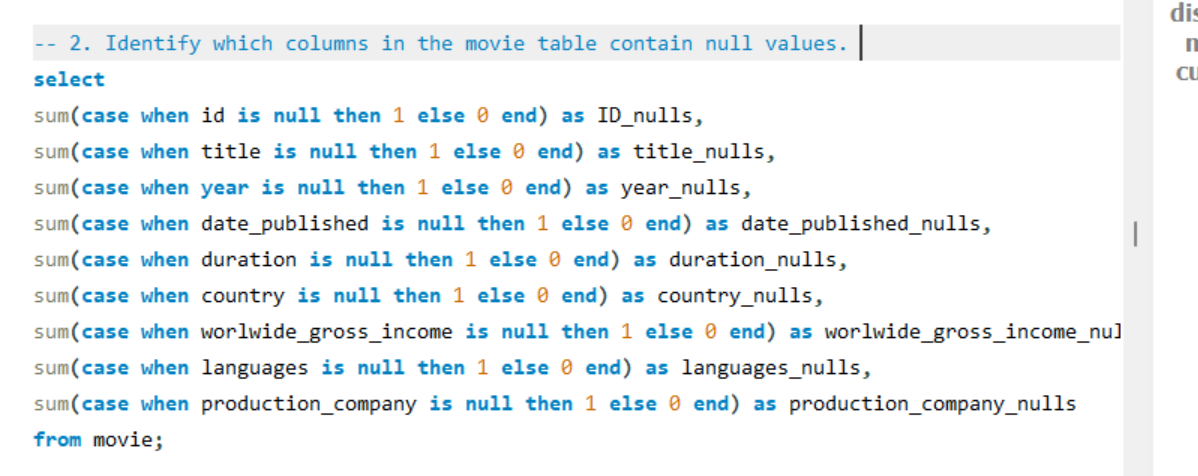 -- 2. Identify which columns in the movie table contain null values.
select
sum(case when id is null then 1 else 0 end) as ID_nulls,
sum(case when title is null then 1 else 0 end) as title_nulls,
sum(case when year is null then 1 else 0 end) as year_nulls,
sum(case when date_published is null then 1 else 0 end) as date_published_nulls,
sum(case when duration is null then 1 else 0 end) as duration_nulls,
sum(case when country is null then 1 else 0 end) as country_nulls,
sum(case when worlwide_gross_income is null then 1 else 0 end) as worlwide_gross_income_nul
sum(case when languages is null then 1 else 0 end) as languages_nulls,
sum(case when production_company is null then 1 else 0 end) as production_company_nulls
from movie;